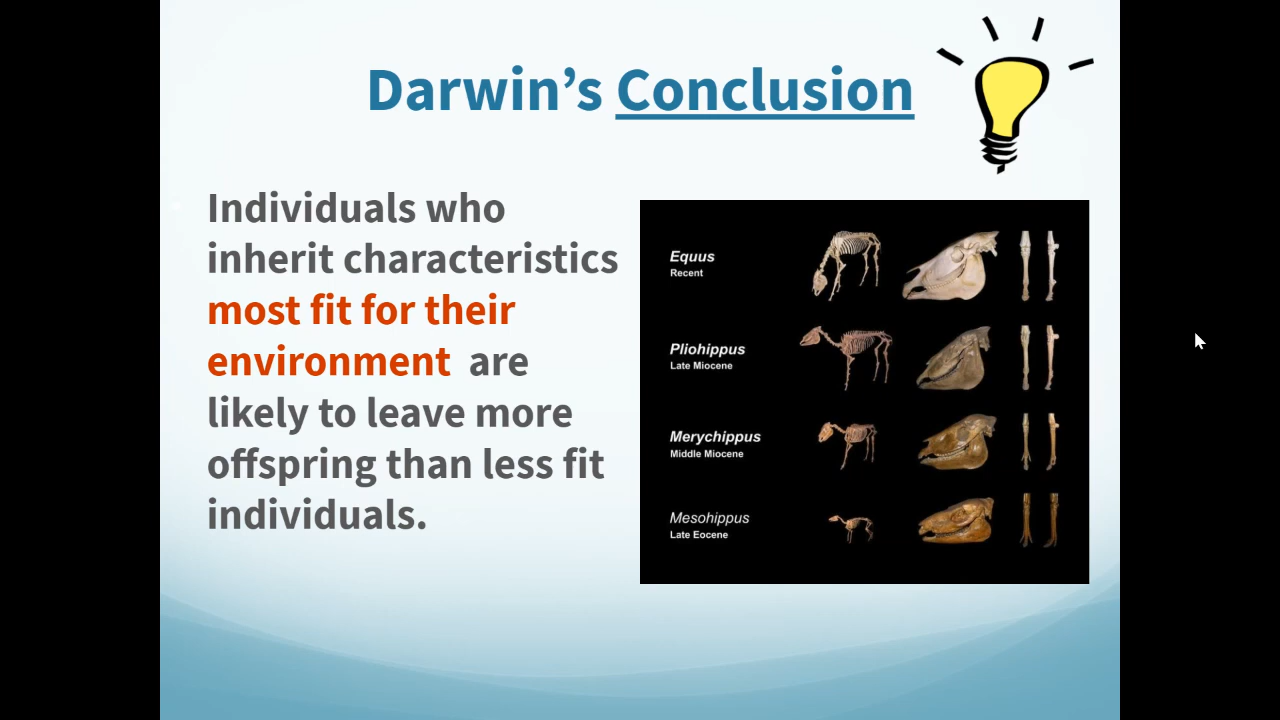 Darwin’s Conclusion
Individuals who
inherit characteristics
most fit for their
environment are
likely to leave more
offspring than less fit
individuals.
Equus
Recent
Pliohippus
Late Miocene
Merychippus
Middle Miocene
Mesohippus
Late Eocene